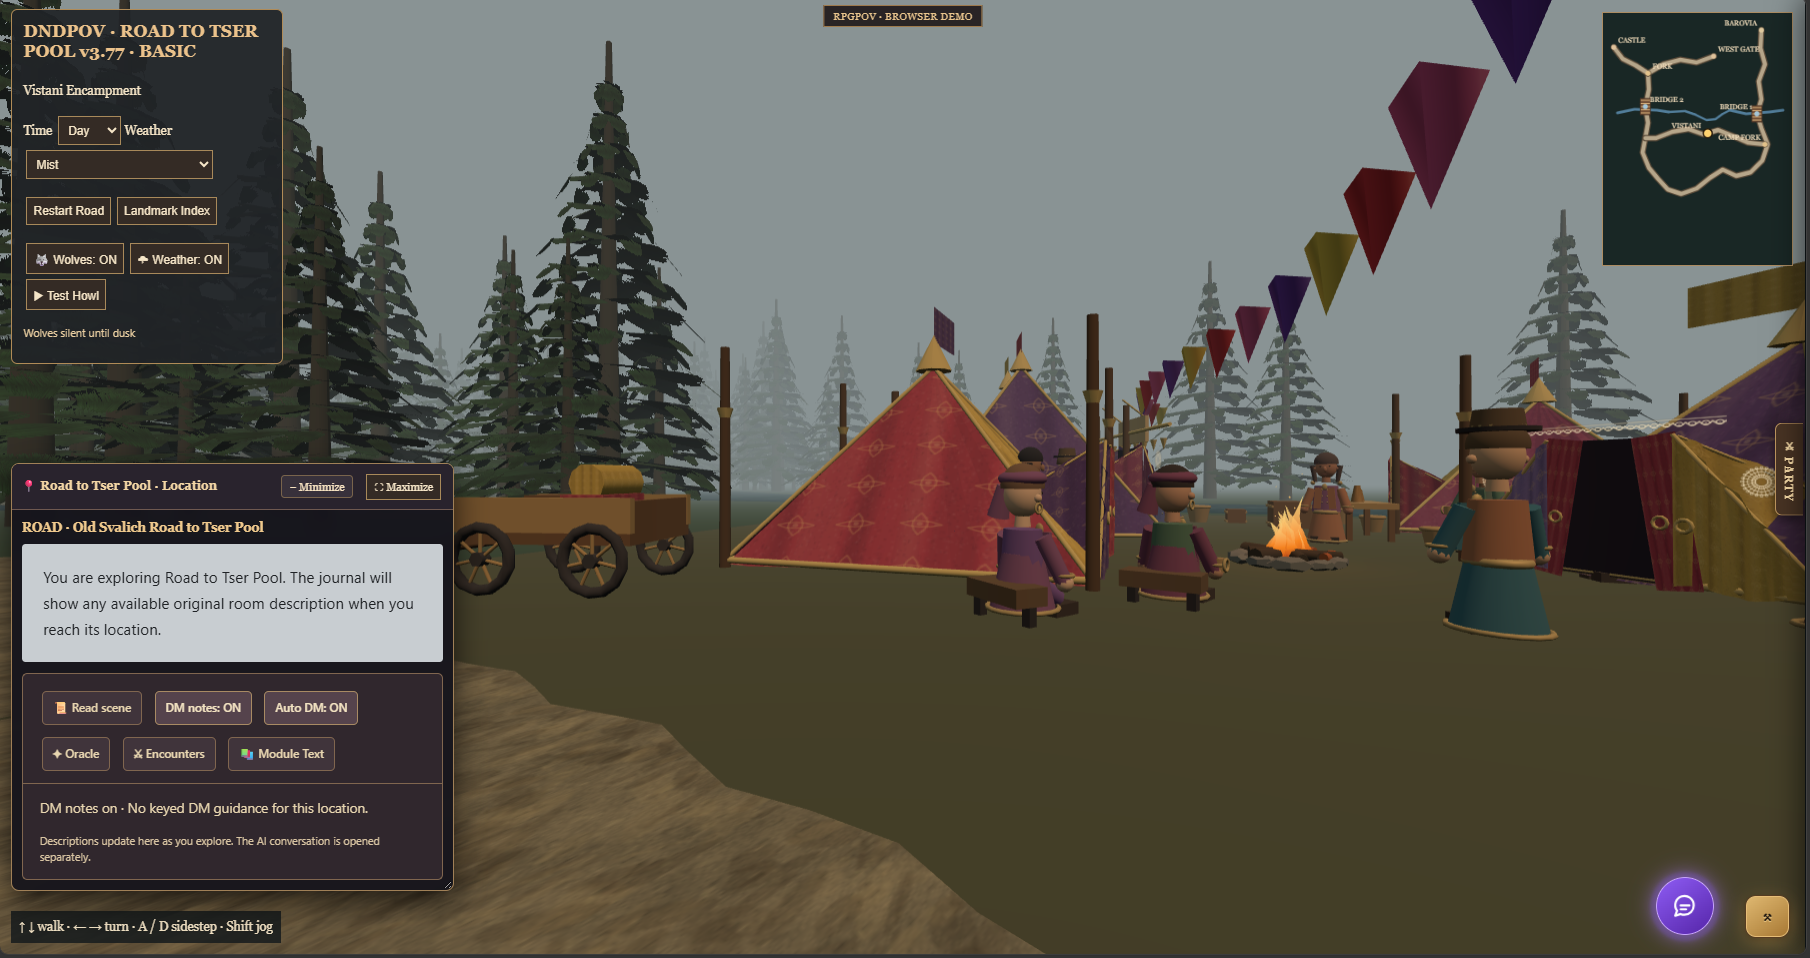 RPGPOV · BROWSER DEMO
DNDPOV · ROAD TO TSER
POOL v3.77 · BASIC
Vistani Encampment
Time Day Weather
Mist
Restart Road Landmark Index
Wolves: ON Weather: ON
▶ Test Howl
Wolves silent until dusk
BAROVIA
CASTLE
WEST GATE
FORK
BRIDGE 2
BRIDGE 1
VISTANI
CAMP FORK
PARTY
Road to Tser Pool · Location – Minimize Maximize
ROAD · Old Svalich Road to Tser Pool
You are exploring Road to Tser Pool. The journal will
show any available original room description when you
reach its location.
Read scene DM notes: ON Auto DM: ON
✦ Oracle ⚔ Encounters Module Text
DM notes on · No keyed DM guidance for this location.
Descriptions update here as you explore. The AI conversation is opened
separately.
↑↓ walk · ←→ turn · A / D sidestep · Shift jog